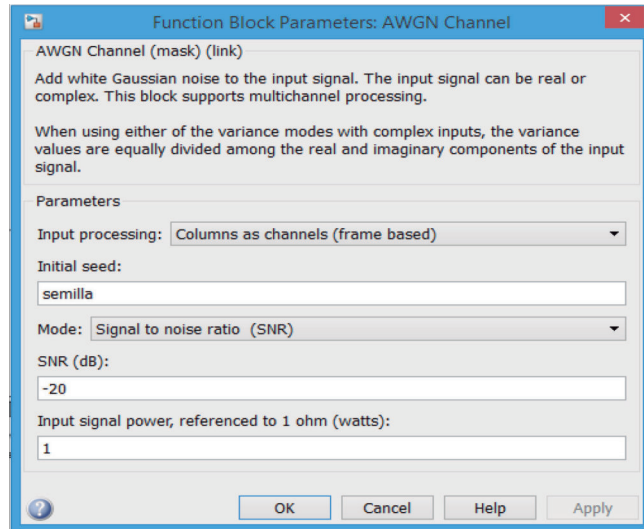 Function Block Parameters: AWGN Channel
AWGN Channel (mask) (link)
Add white Gaussian noise to the input signal. The input signal can be real or
complex. This block supports multichannel processing.
When using either of the variance modes with complex inputs, the variance
values are equally divided among the real and imaginary components of the input
signal.
Parameters
Input processing: Columns as channels (frame based)
Initial seed:
semilla
Mode: Signal to noise ratio (SNR)
SNR (dB):
-20
Input signal power, referenced to 1 ohm (watts):
1
OK Cancel Help Apply